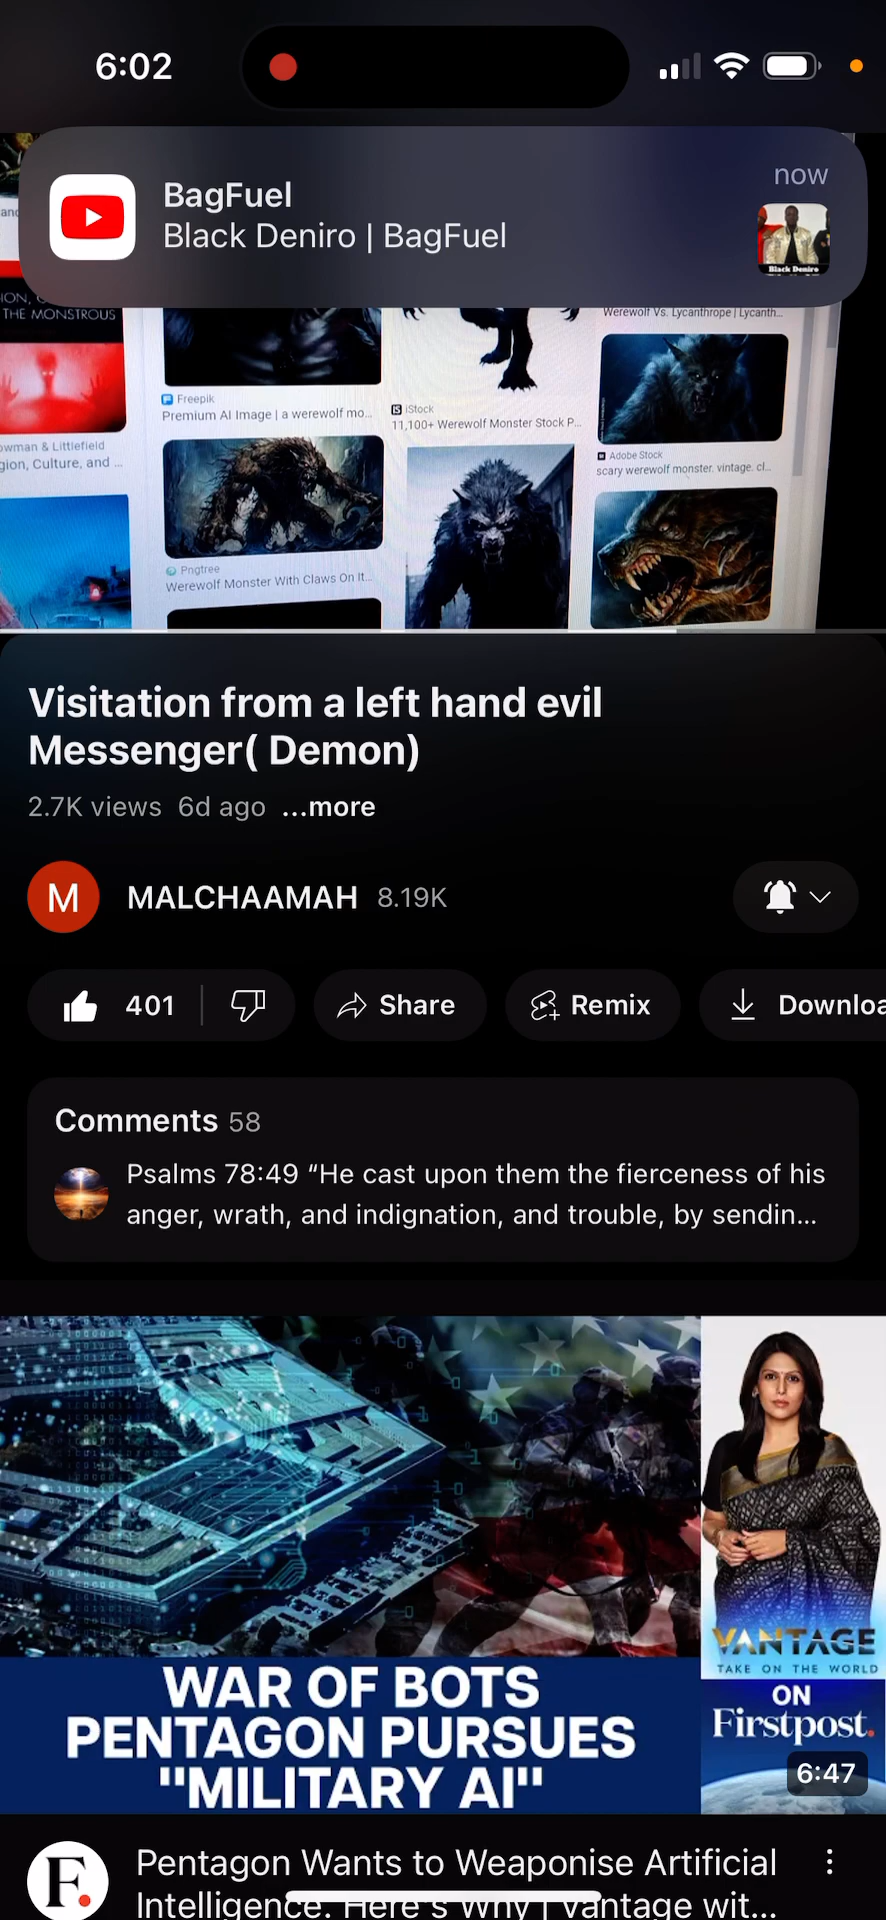 6:02
BagFuel
now
Black Deniro | BagFuel
Black Deniro
THE MONSTROUS
Werewolf Vs. Lycanthrope | Lycanth...
Freepik
Premium AI Image | a werewolf mo...
iStock
11,100+ Werewolf Monster Stock P...
owman & Littlefield
gion, Culture, and ...
Adobe Stock
scary werewolf monster. vintage. cl...
Pngtree
Werewolf Monster With Claws On It...
Visitation from a left hand evil
Messenger( Demon)
2.7K views 6d ago ...more
M
MALCHAAMAH 8.19K
401
Share
Remix
Downloa
Comments 58
Psalms 78:49 “He cast upon them the fierceness of his
anger, wrath, and indignation, and trouble, by sendin...
VANTAGE
TAKE ON THE WORLD
ON
Firstpost.
WAR OF BOTS
PENTAGON PURSUES
"MILITARY AI"
6:47
F.
Pentagon Wants to Weaponise Artificial
Intelligence. Here's Why | Vantage wit...